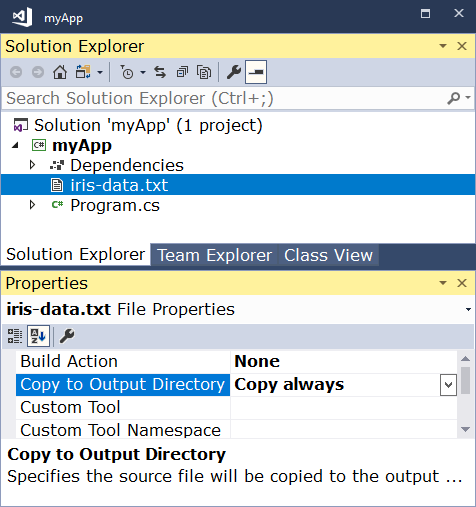 myApp
Solution Explorer
Search Solution Explorer (Ctrl+;)
Solution 'myApp' (1 project)
C# myApp
Dependencies
iris-data.txt
C# Program.cs
Solution Explorer Team Explorer Class View
Properties
iris-data.txt File Properties
Build Action None
Copy to Output Directory Copy always
Custom Tool
Custom Tool Namespace
Copy to Output Directory
Specifies the source file will be copied to the output ...